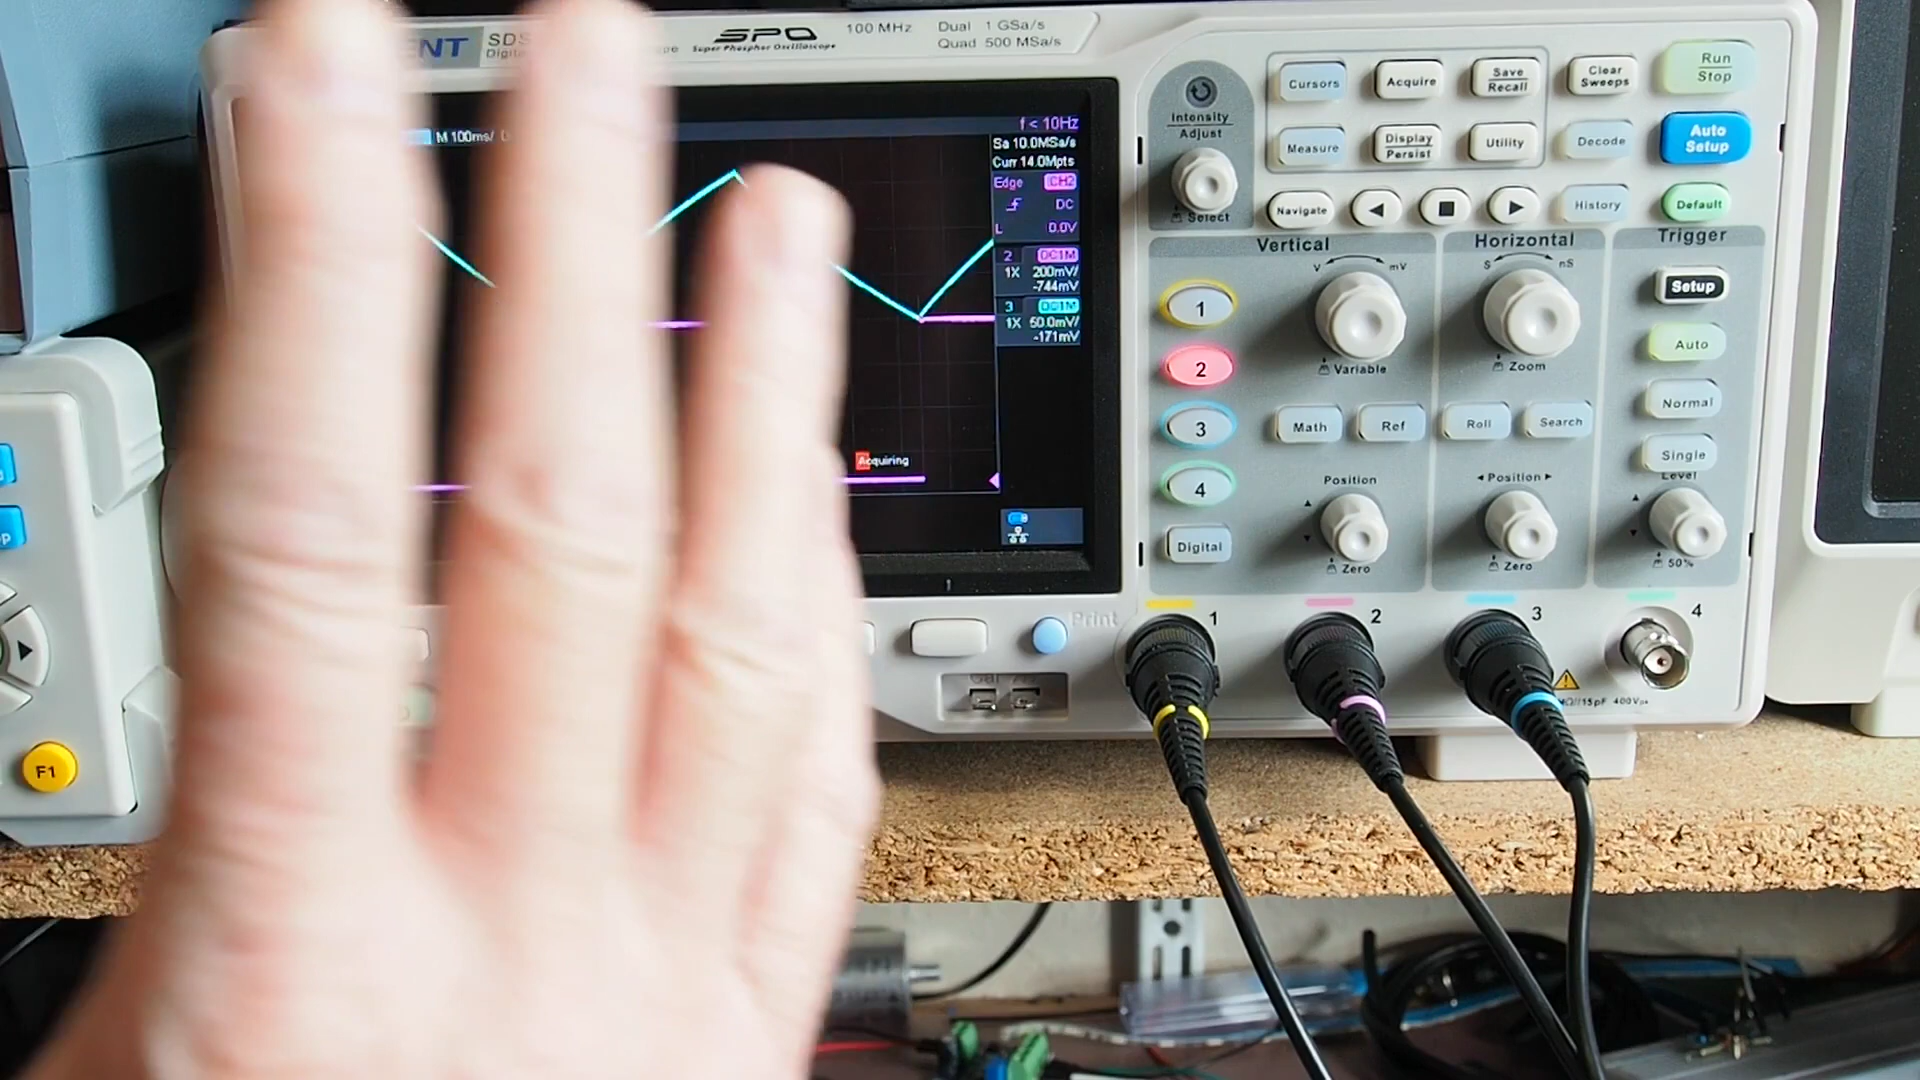 ENT
SDS
SPO
Super Phosphor Oscilloscope
100 MHz
Dual 1 GSa/s
Quad 500 MSa/s
M 100ms/
f < 10Hz
Sa 10.0MSa/s
Curr 14.0Mpts
Edge CH2
DC
L 0.0V
2 DC1M
1X 200mV/
-744mV
3 DC1M
1X 50.0mV/
-171mV
Acquiring
Intensity
Adjust
Select
Cursors
Acquire
Save
Recall
Clear
Sweeps
Run
Stop
Measure
Display
Persist
Utility
Decode
Auto
Setup
Navigate
History
Default
Vertical
Horizontal
Trigger
V mV
S nS
Setup
1
2
3
4
Variable
Zoom
Auto
Normal
Single
Math
Ref
Roll
Search
Level
Position
Position
Digital
Zero
Zero
50%
Print
1
2
3
4
400V
F1